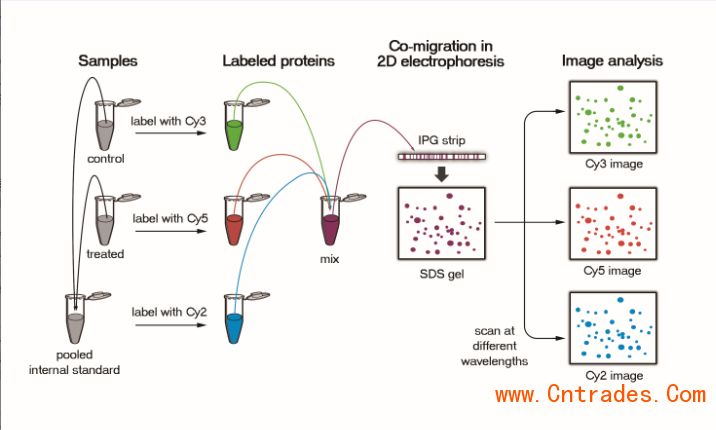 Samples
Labeled proteins
Co-migration in
2D electrophoresis
Image analysis
label with Cy3
control
IPG strip
Cy3 image
label with Cy5
treated
mix
SDS gel
Cy5 image
label with Cy2
pooled
internal standard
scan at
different
wavelengths
Cy2 image
www.Cntrades.Com